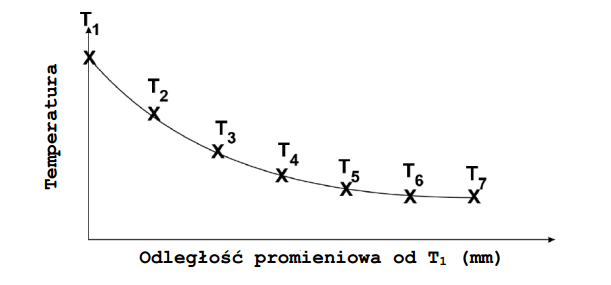 T₁
T₂
T₃
T₄
T₅
T₆
T₇
Temperatura
Odległość promieniowa od T₁ (mm)